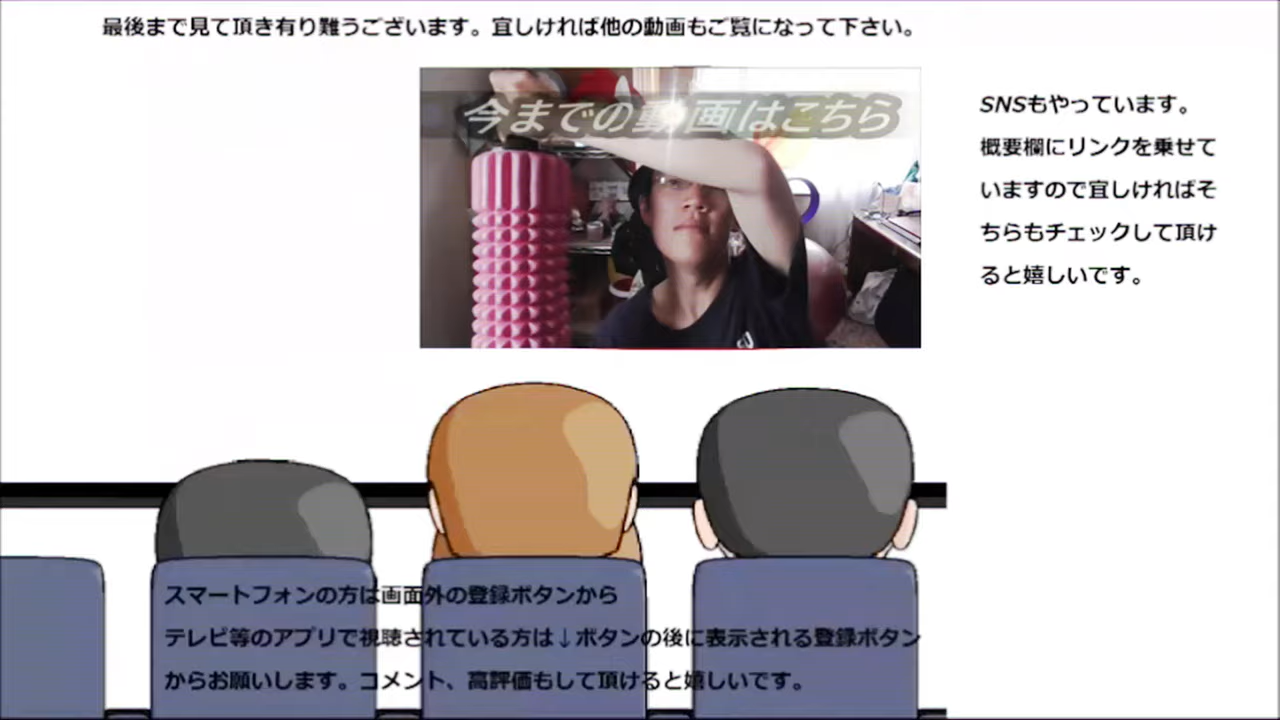 最後まで見て頂き有り難うございます。宜しければ他の動画もご覧になって下さい。
今までの動画はこちら
SNSもやっています。
概要欄にリンクを乗せて
いますので宜しければそ
ちらもチェックして頂け
ると嬉しいです。
スマートフォンの方は画面外の登録ボタンから
テレビ等のアプリで視聴されている方は↓ボタンの後に表示される登録ボタン
からお願いします。コメント、高評価もして頂けると嬉しいです。